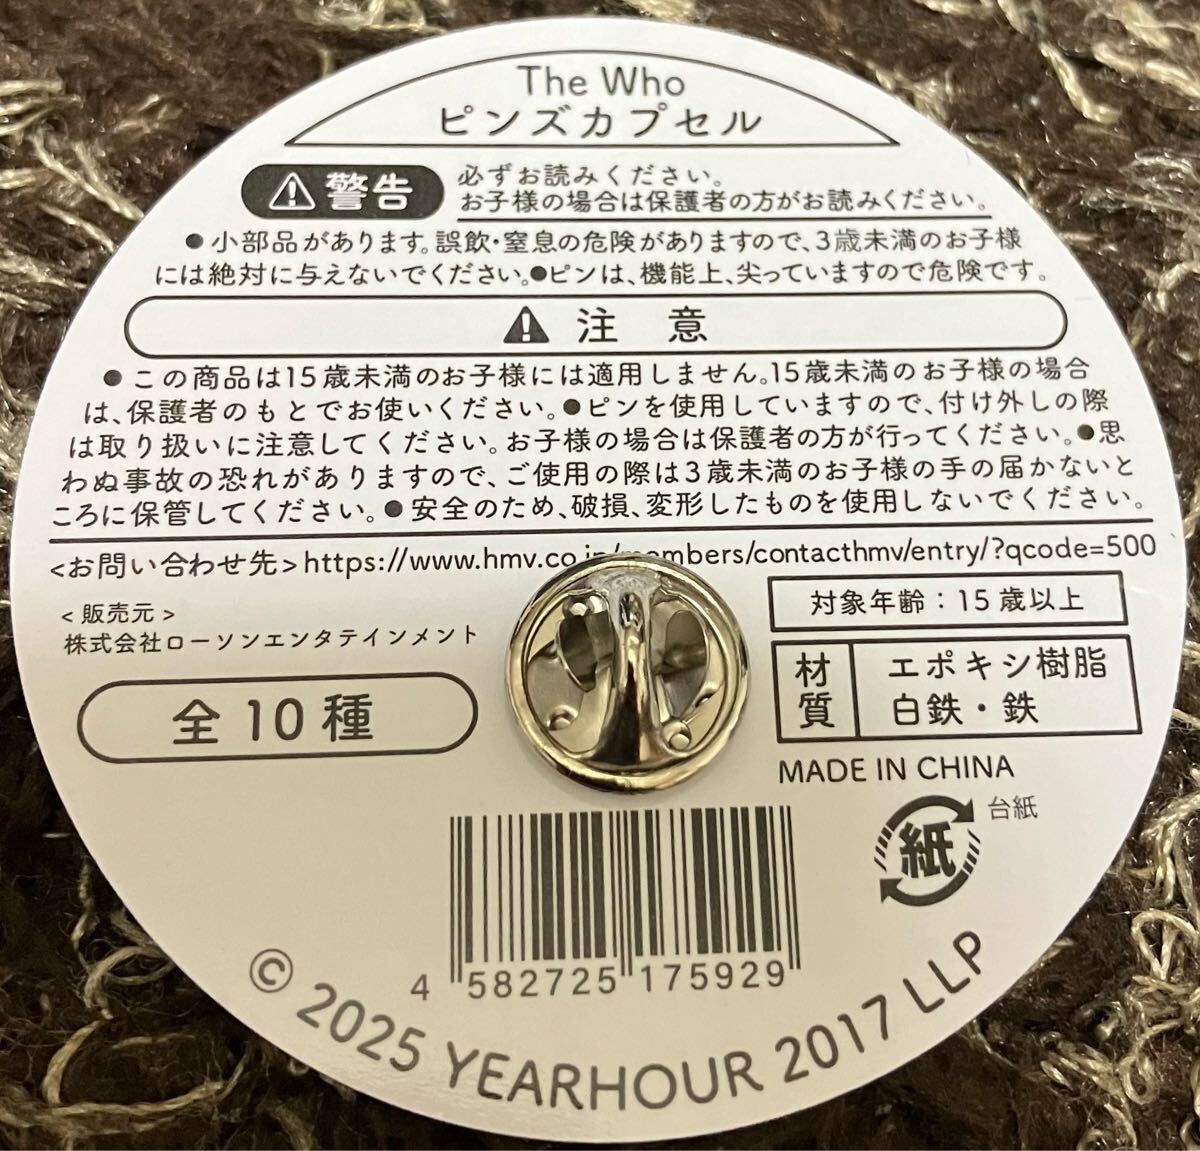 The Who
ピンズカプセル
警告
必ずお読みください。
お子様の場合は保護者の方がお読みください。
●小部品があります。誤飲・窒息の危険がありますので、3歳未満のお子様
には絶対に与えないでください。●ピンは、機能上、尖っていますので危険です。
注 意
●この商品は15歳未満のお子様には適用しません。15歳未満のお子様の場合
は、保護者のもとでお使いください。●ピンを使用していますので、付け外しの際
は取り扱いに注意してください。お子様の場合は保護者の方が行ってください。●思
わぬ事故の恐れがありますので、ご使用の際は3歳未満のお子様の手の届かないと
ころに保管してください。●安全のため、破損、変形したものを使用しないでください。
<お問い合わせ先>https://www.hmv.co.jp/members/contacthmv/entry/?qcode=500
<販売元>
株式会社ローソンエンタテインメント
全10種
対象年齢：15歳以上
材質
エポキシ樹脂
白鉄・鉄
MADE IN CHINA
紙
台紙
4 582725 175929
© 2025 YEARHOUR 2017 LLP